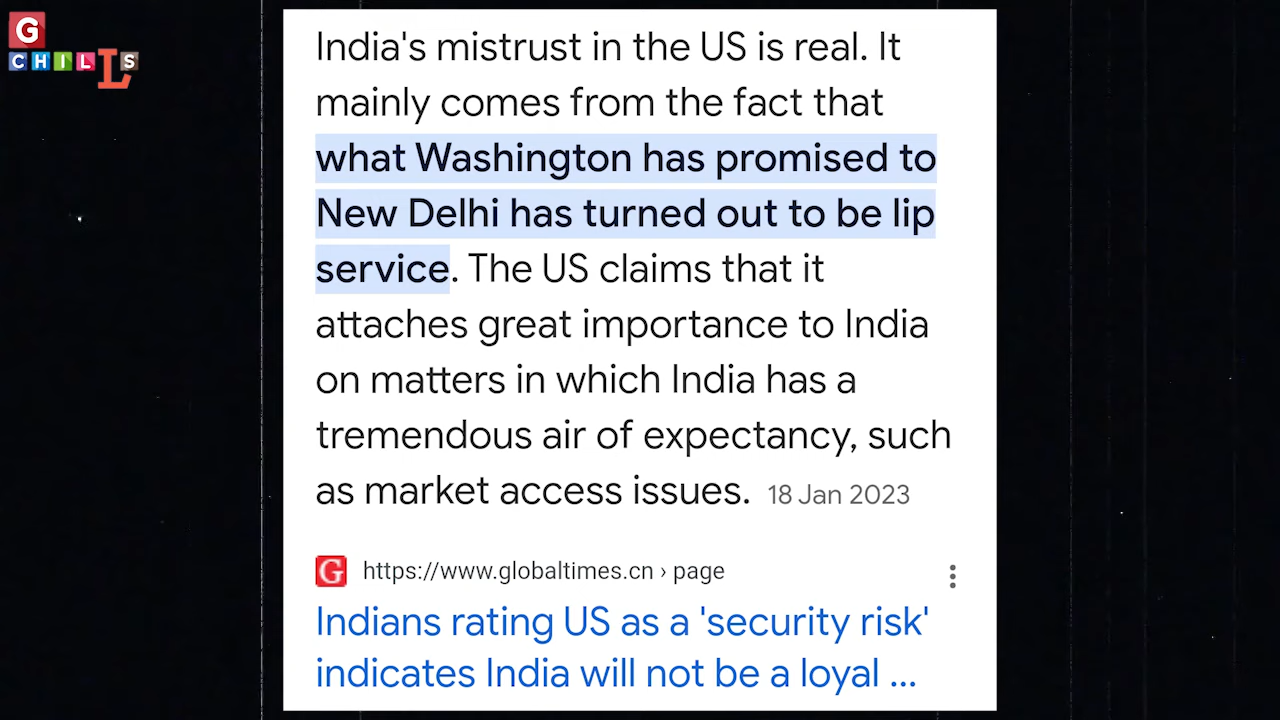 G
CHILLS
India's mistrust in the US is real. It
mainly comes from the fact that
what Washington has promised to
New Delhi has turned out to be lip
service. The US claims that it
attaches great importance to India
on matters in which India has a
tremendous air of expectancy, such
as market access issues. 18 Jan 2023
G https://www.globaltimes.cn › page
Indians rating US as a 'security risk'
indicates India will not be a loyal ...